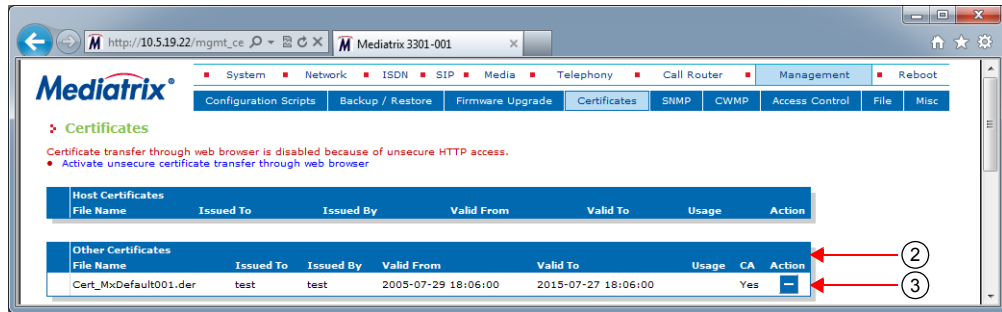 http://10.5.19.22/mgmt_ce
Mediatrix 3301-001
Mediatrix®
System Network ISDN SIP Media Telephony Call Router Management Reboot
Configuration Scripts Backup / Restore Firmware Upgrade Certificates SNMP CWMP Access Control File Misc
Certificates
Certificate transfer through web browser is disabled because of unsecure HTTP access.
Activate unsecure certificate transfer through web browser
Host Certificates
File Name Issued To Issued By Valid From Valid To Usage Action
Other Certificates
2
File Name Issued To Issued By Valid From Valid To Usage CA Action
Cert_MxDefault001.der test test 2005-07-29 18:06:00 2015-07-27 18:06:00 Yes
3